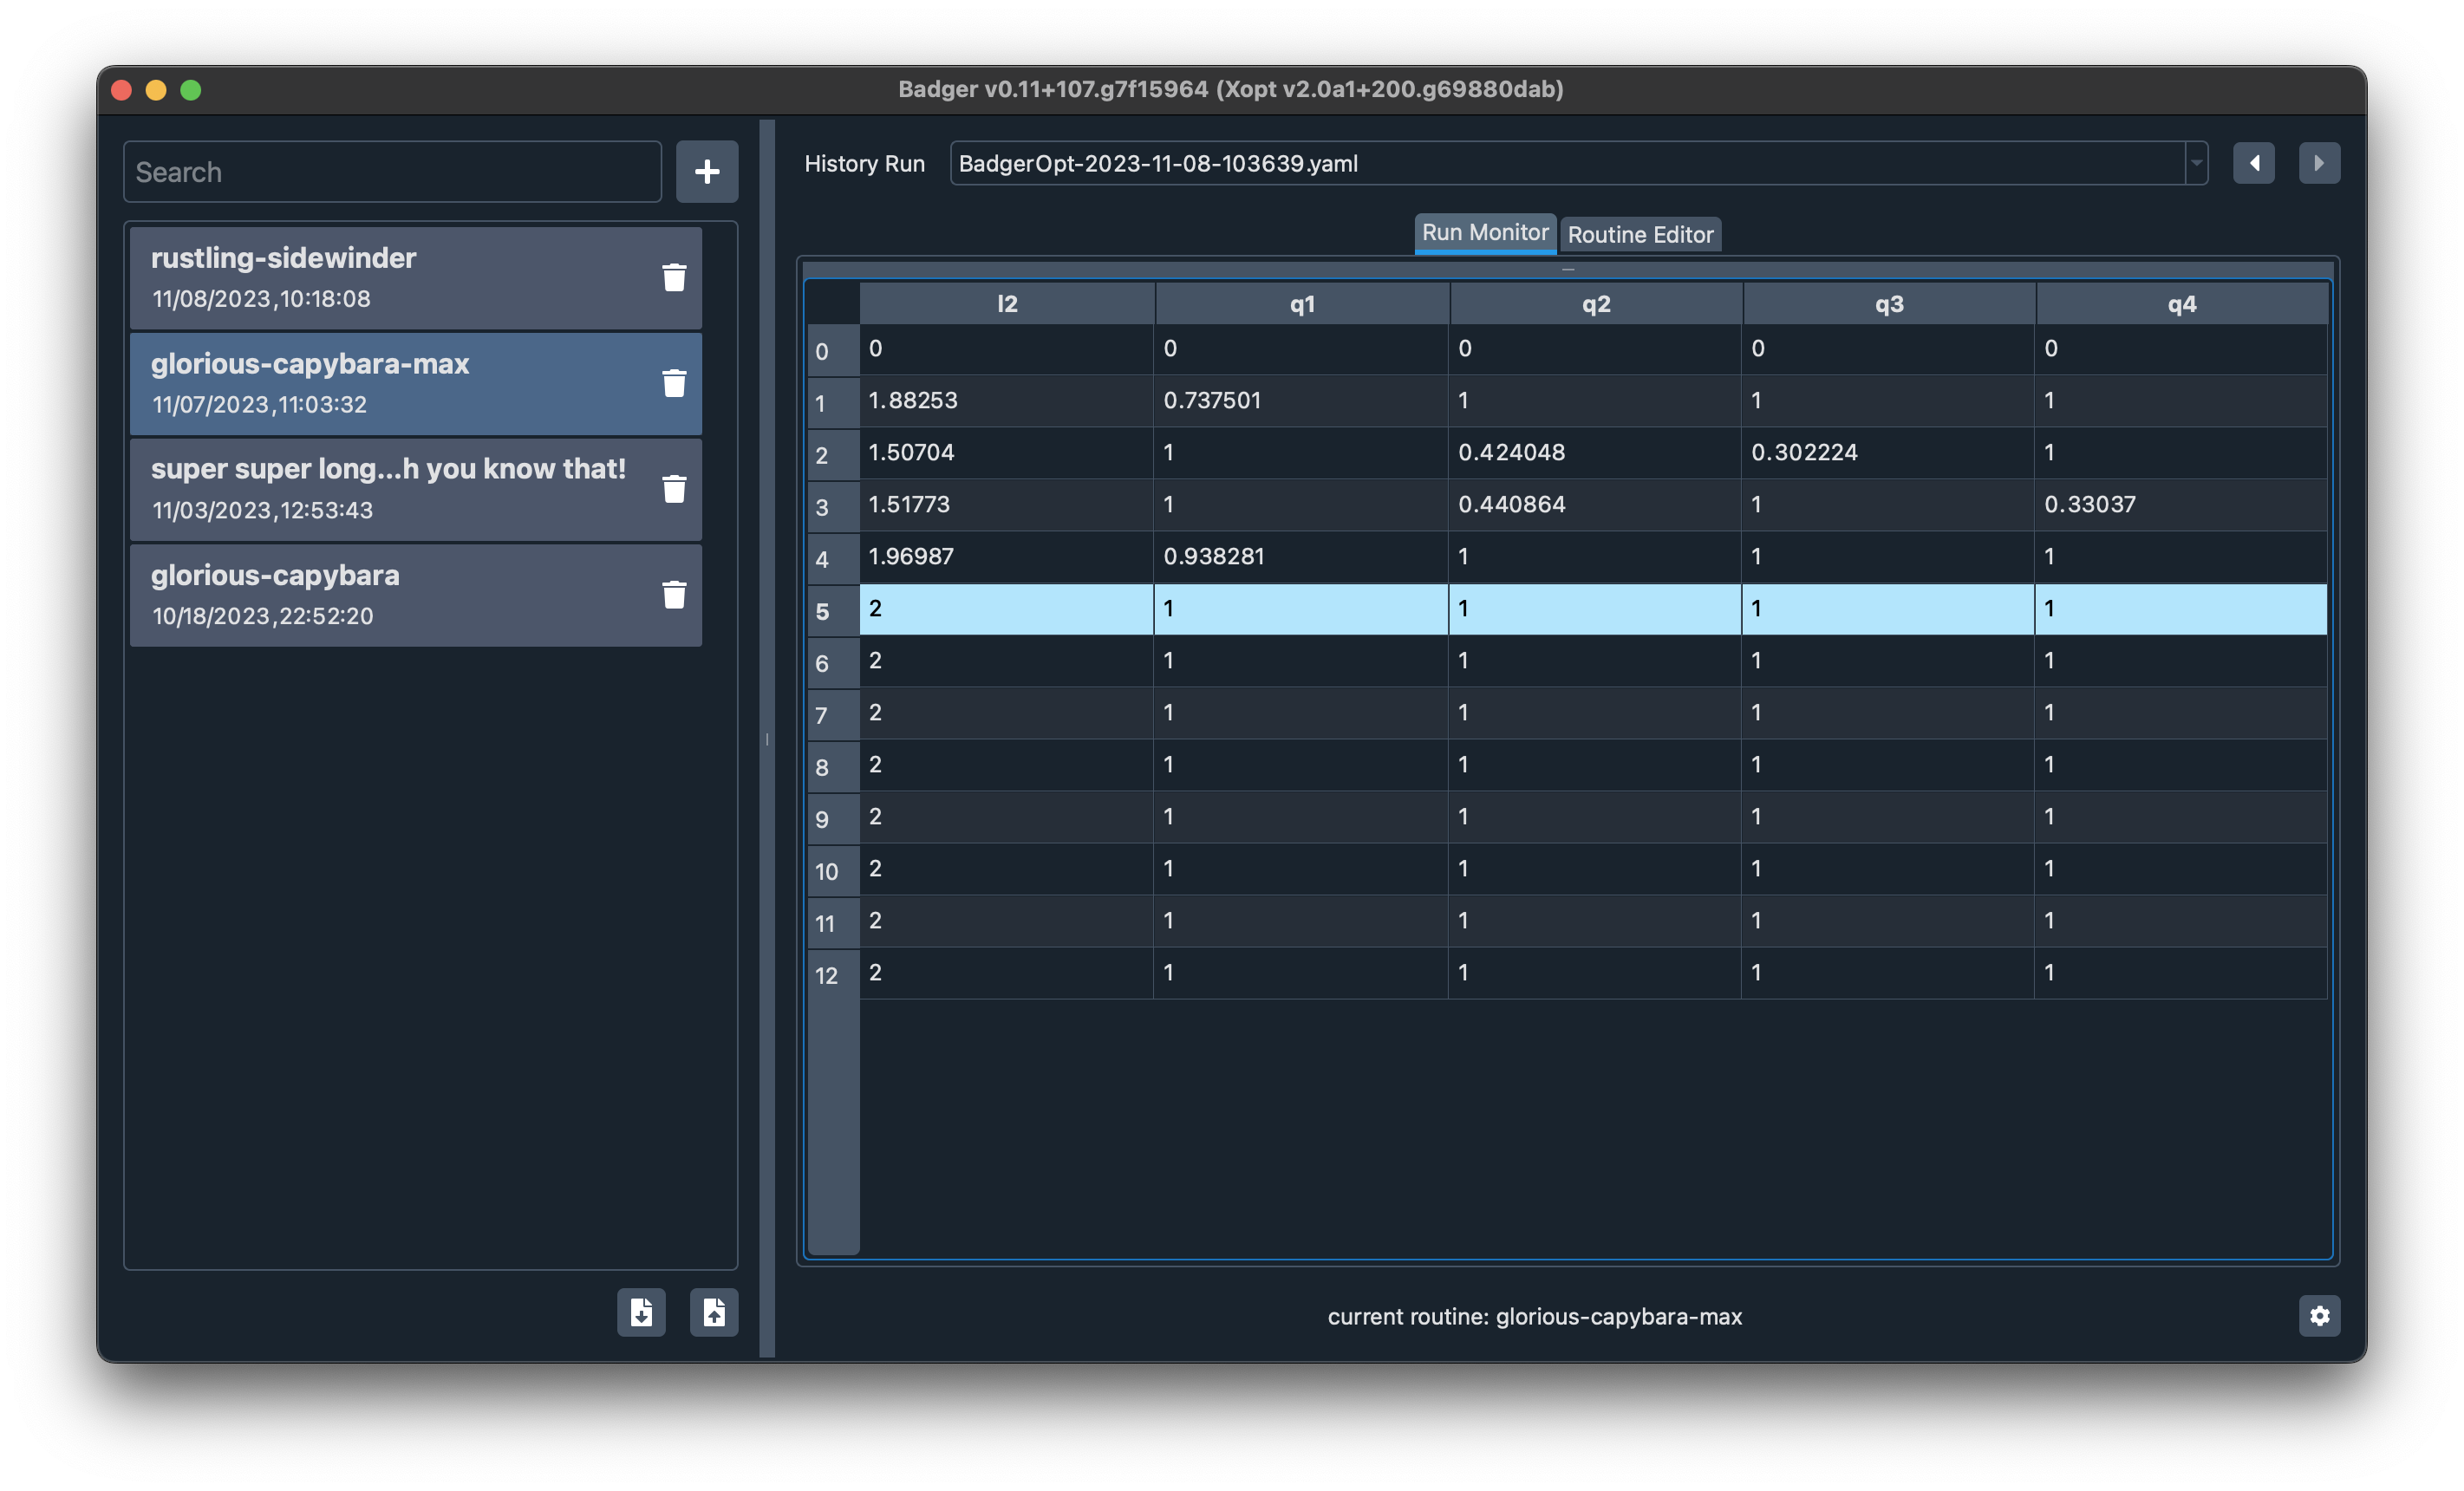 Badger v0.11+107.g7f15964 (Xopt v2.0a1+200.g69880dab)
Search
rustling-sidewinder
11/08/2023,10:18:08
glorious-capybara-max
11/07/2023,11:03:32
super super long...h you know that!
11/03/2023,12:53:43
glorious-capybara
10/18/2023,22:52:20
History Run BadgerOpt-2023-11-08-103639.yaml
Run Monitor Routine Editor
l2 q1 q2 q3 q4
0 0 0 0 0 0
1 1.88253 0.737501 1 1 1
2 1.50704 1 0.424048 0.302224 1
3 1.51773 1 0.440864 1 0.33037
4 1.96987 0.938281 1 1 1
5 2 1 1 1 1
6 2 1 1 1 1
7 2 1 1 1 1
8 2 1 1 1 1
9 2 1 1 1 1
10 2 1 1 1 1
11 2 1 1 1 1
12 2 1 1 1 1
current routine: glorious-capybara-max